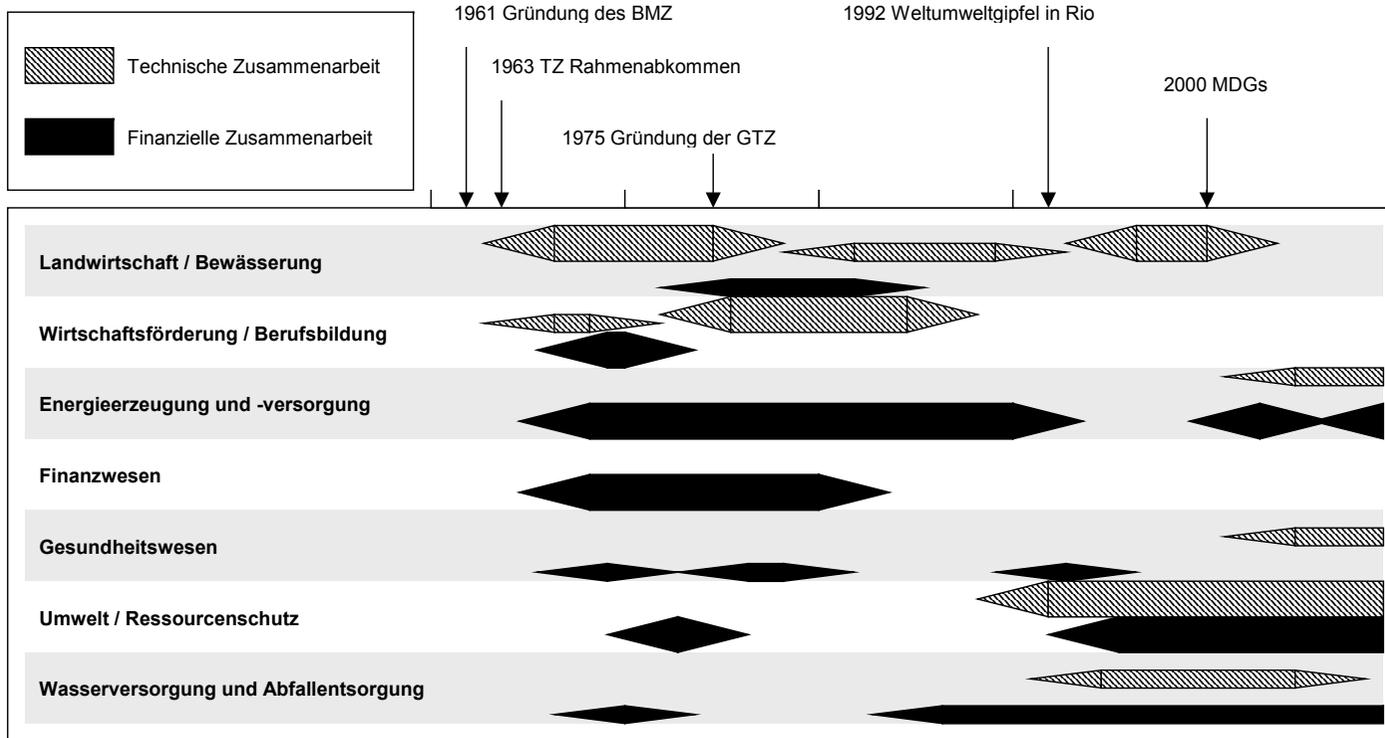 1961 Gründung des BMZ
1992 Weltumweltgipfel in Rio
Technische Zusammenarbeit
1963 TZ Rahmenabkommen
2000 MDGs
Finanzielle Zusammenarbeit
1975 Gründung der GTZ
Landwirtschaft / Bewässerung
Wirtschaftsförderung / Berufsbildung
Energieerzeugung und -versorgung
Finanzwesen
Gesundheitswesen
Umwelt / Ressourcenschutz
Wasserversorgung und Abfallentsorgung